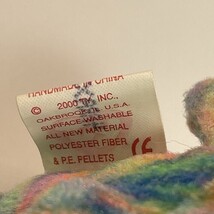 HANDMADE IN CHINA
© 2000 TY INC.,
OAKBROOK IL. U.S.A.
SURFACE-WASHABLE
ALL NEW MATERIAL
POLYESTER FIBER
& P.E. PELLETS CE